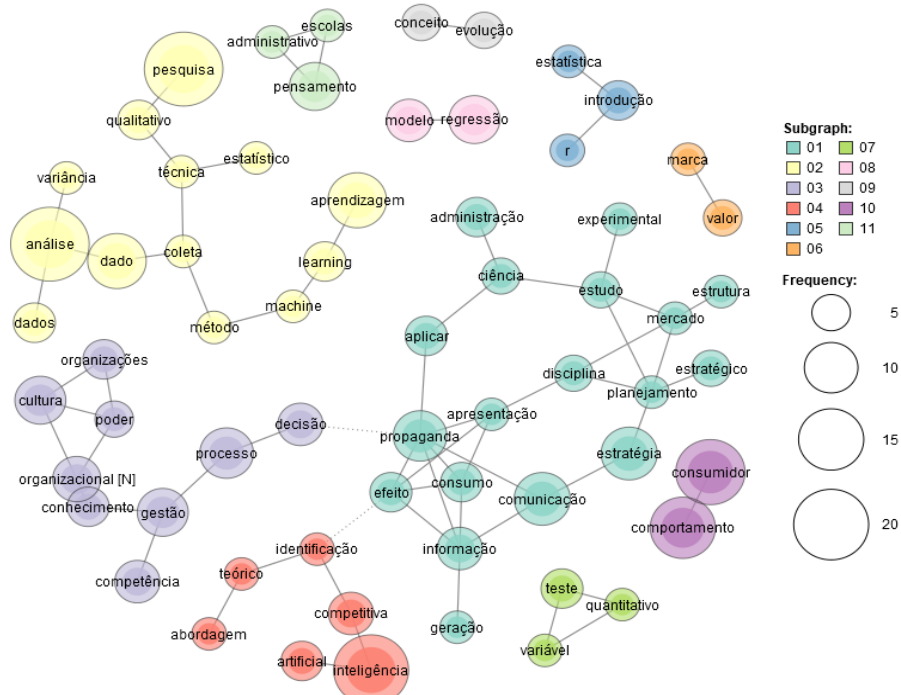 escolas
administrativo
pensamento
conceito
evolução
pesquisa
qualitativo
estatística
introdução
r
modelo
regressão
Subgraph:
01 07
02 08
03 09
04 10
05 11
06
marca
valor
técnica
estatístico
variância
análise
dado
coleta
dados
aprendizagem
learning
machine
método
administração
experimental
ciência
estudo
estrutura
mercado
aplicar
disciplina
estratégico
planejamento
Frequency:
5
10
15
20
organizações
cultura
poder
organizacional [N]
conhecimento
decisão
processo
gestão
competência
apresentação
propaganda
estratégia
efeito
consumo
comunicação
informação
geração
consumidor
comportamento
identificação
teórico
abordagem
competitiva
artificial
inteligência
teste
quantitativo
variável